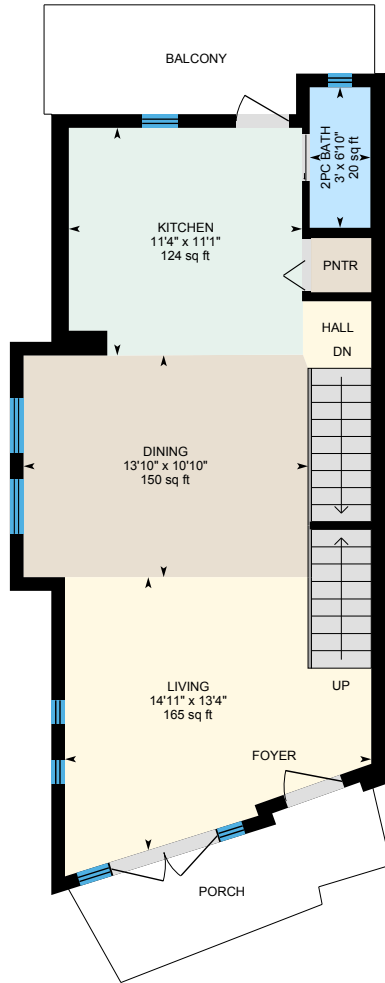 BALCONY
2PC BATH
3' x 6'10"
20 sq ft
KITCHEN
11'4" x 11'1"
124 sq ft
PNTR
HALL
DN
DINING
13'10" x 10'10"
150 sq ft
LIVING
14'11" x 13'4"
165 sq ft
UP
FOYER
PORCH